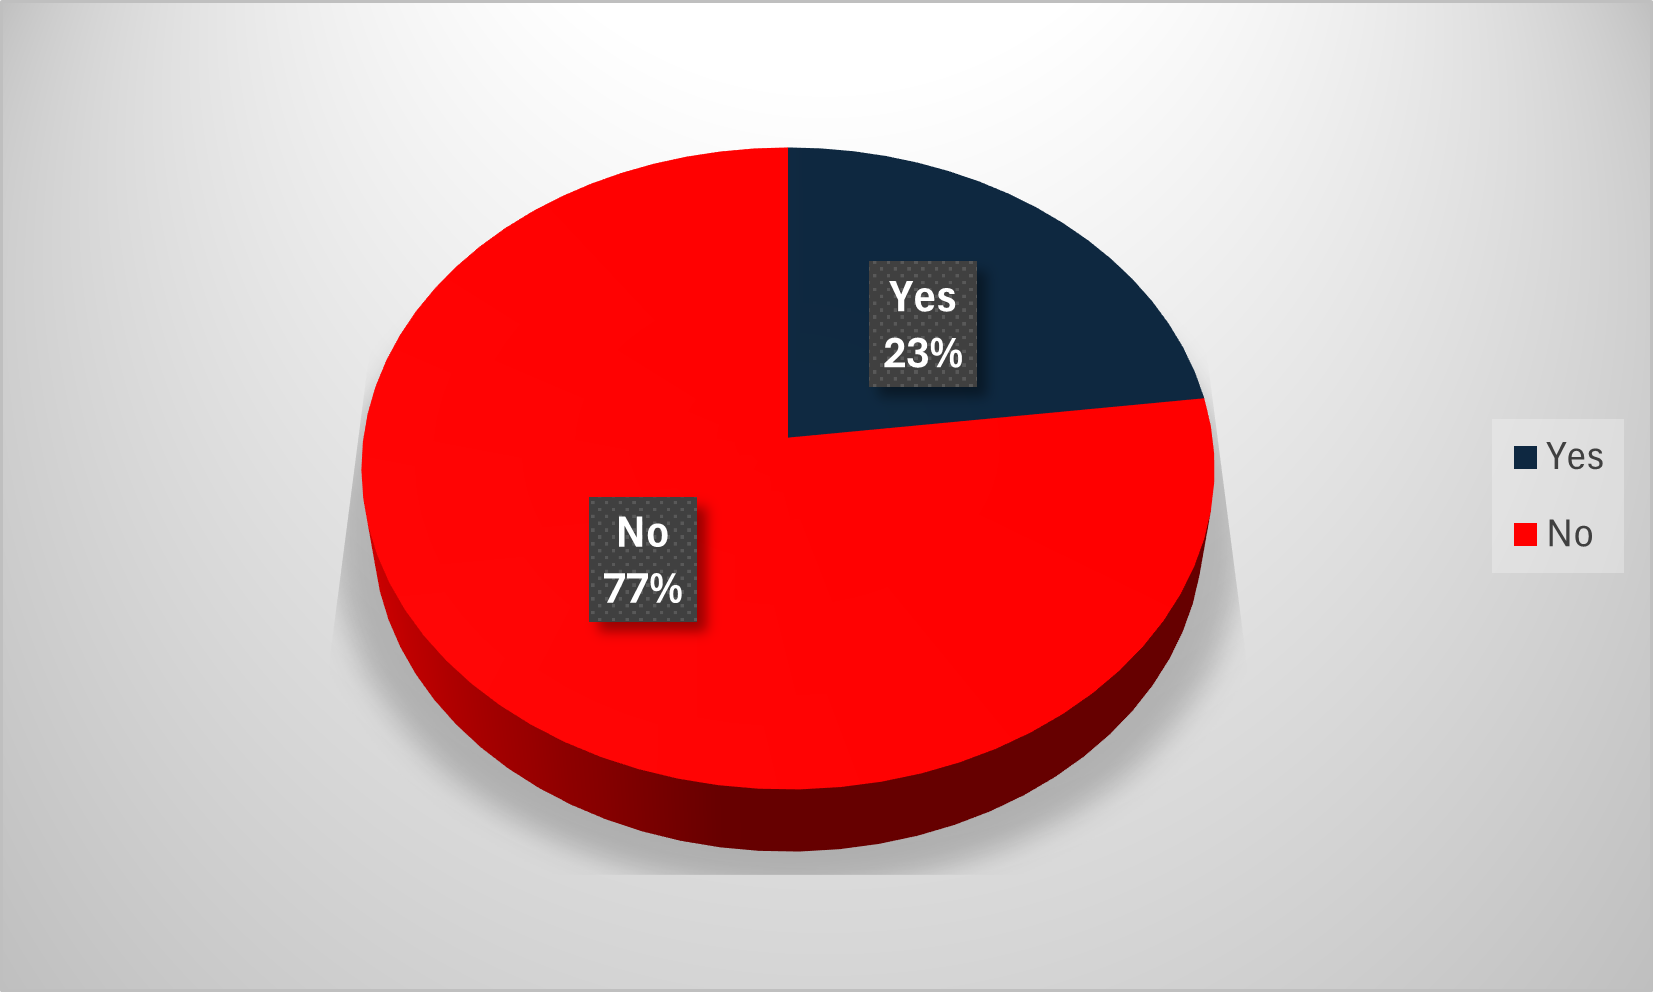 Yes
23%
No
77%
Yes
No